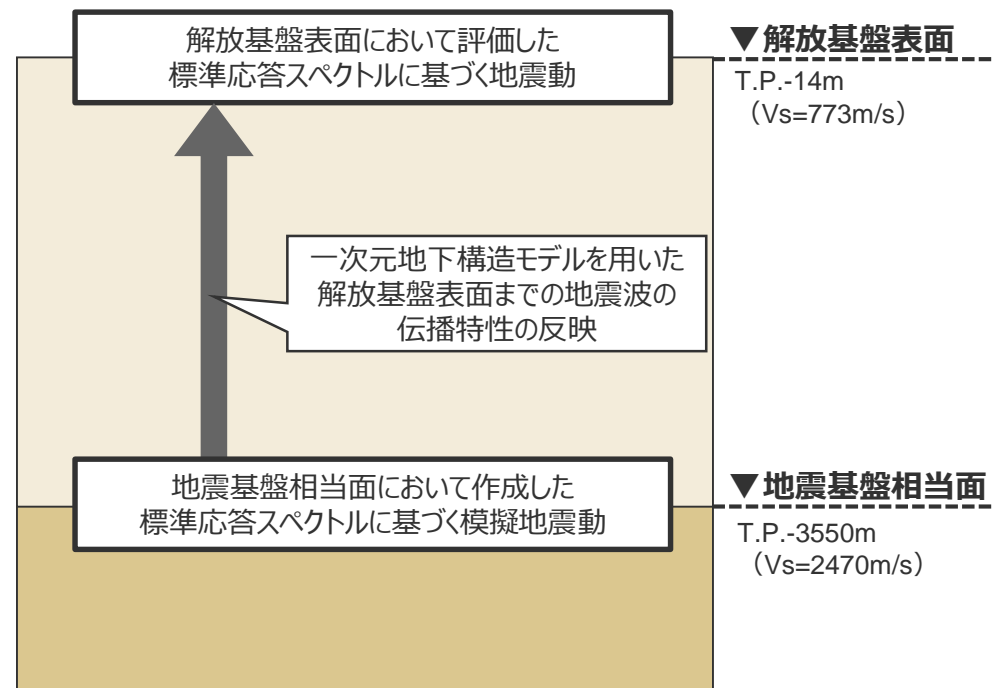 解放基盤表面において評価した
標準応答スペクトルに基づく地震動
▼解放基盤表面
T.P.-14m
（Vs=773m/s）
一次元地下構造モデルを用いた
解放基盤表面までの地震波の
伝播特性の反映
地震基盤相当面において作成した
標準応答スペクトルに基づく模擬地震動
▼地震基盤相当面
T.P.-3550m
（Vs=2470m/s）